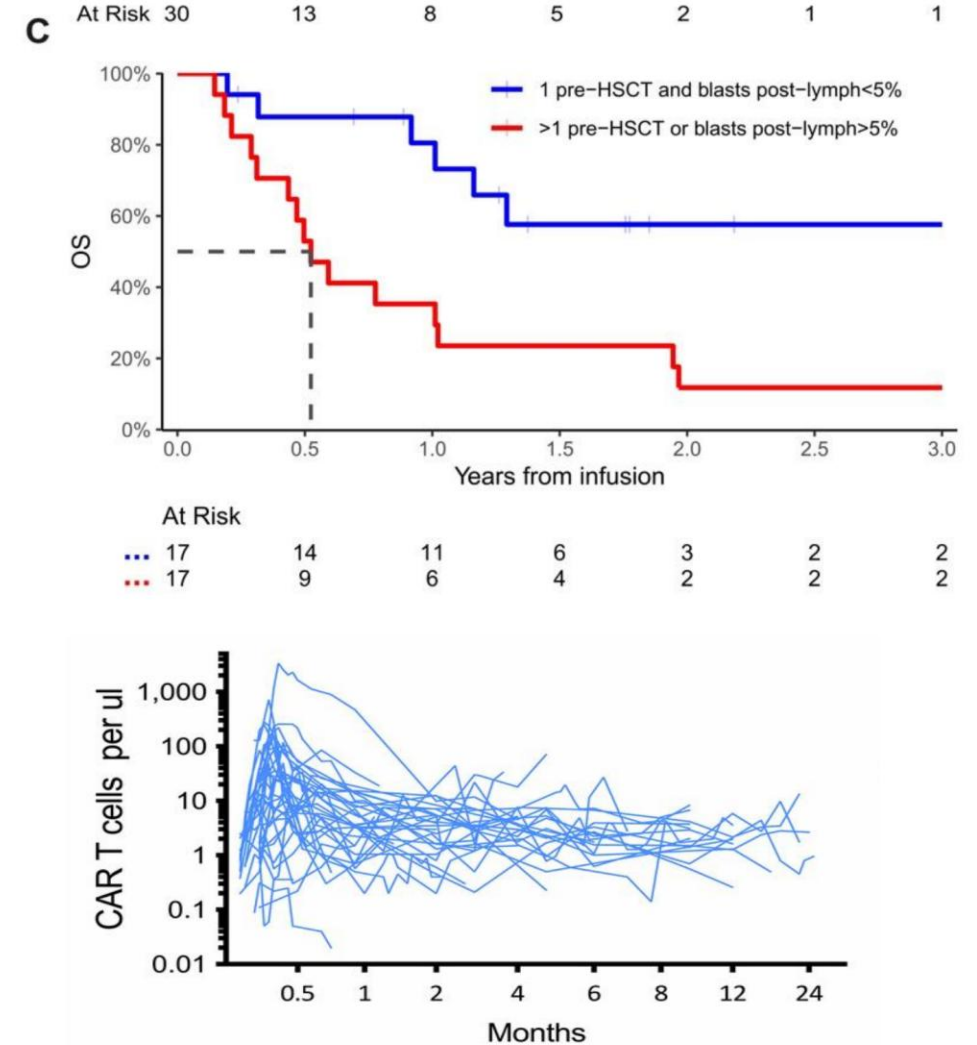 At Risk 30 13 8 5 2 1 1
C
100%
80%
60%
40%
20%
0%
OS
1 pre−HSCT and blasts post−lymph<5%
>1 pre−HSCT or blasts post−lymph>5%
0.0 0.5 1.0 1.5 2.0 2.5 3.0
Years from infusion
At Risk
17 14 11 6 3 2 2
17 9 6 4 2 2 2
CAR T cells per ul
1,000
100
10
1
0.1
0.01
0.5 1 2 4 6 8 12 24
Months